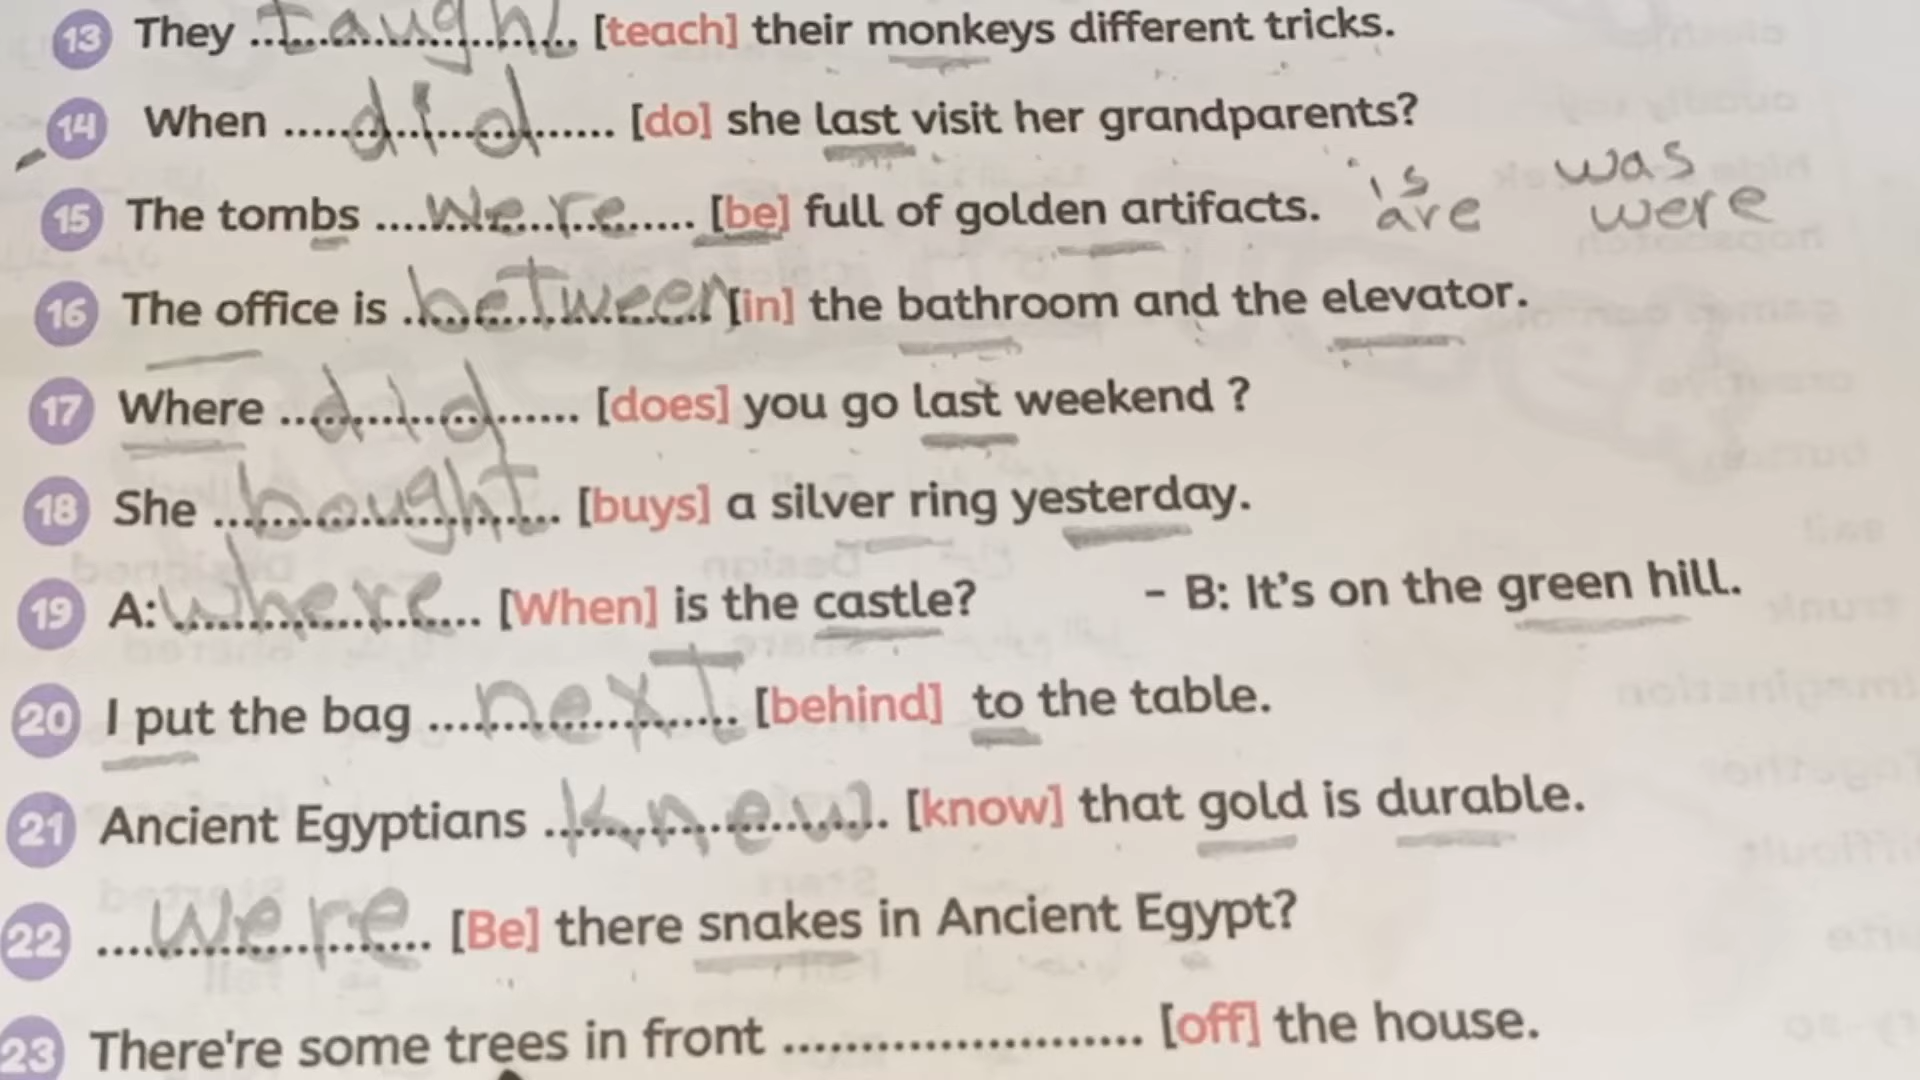 13 They ....taught.... [teach] their monkeys different tricks.
14 When ....did.... [do] she last visit her grandparents?
is was
15 The tombs ....were.... [be] full of golden artifacts. are were
16 The office is ....between.... [in] the bathroom and the elevator.
17 Where ....did.... [does] you go last weekend ?
18 She ....bought.... [buys] a silver ring yesterday.
19 A: ....where.... [When] is the castle? - B: It's on the green hill.
20 I put the bag ....next.... [behind] to the table.
21 Ancient Egyptians ....knew.... [know] that gold is durable.
22 ....were.... [Be] there snakes in Ancient Egypt?
23 There're some trees in front ........................ [off] the house.